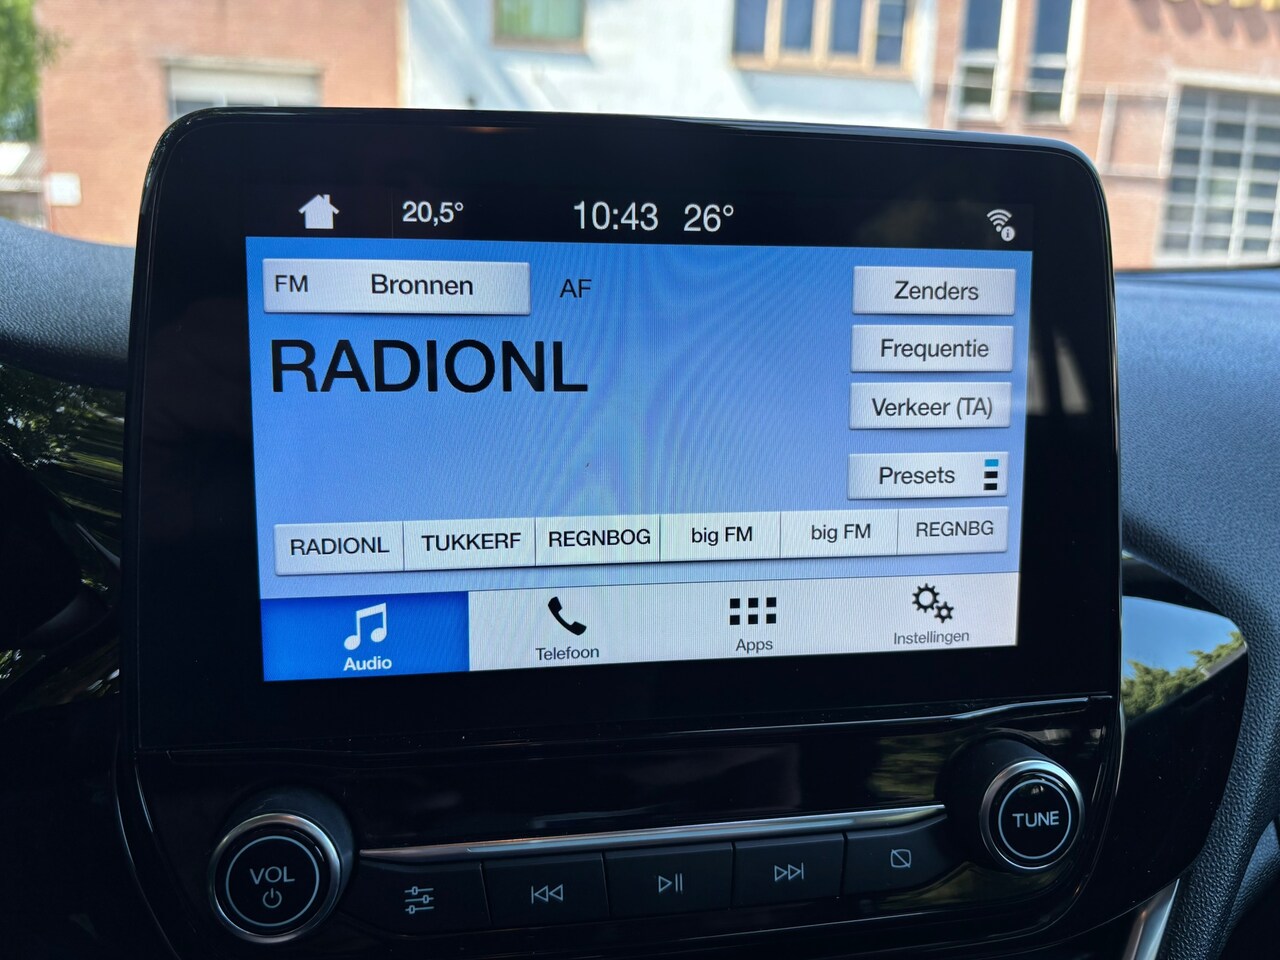 20,5° 10:43 26°
FM Bronnen AF Zenders
RADIONL Frequentie
Verkeer (TA)
Presets
RADIONL TUKKERF REGNBOG big FM big FM REGNBG
Audio Telefoon Apps Instellingen
VOL TUNE